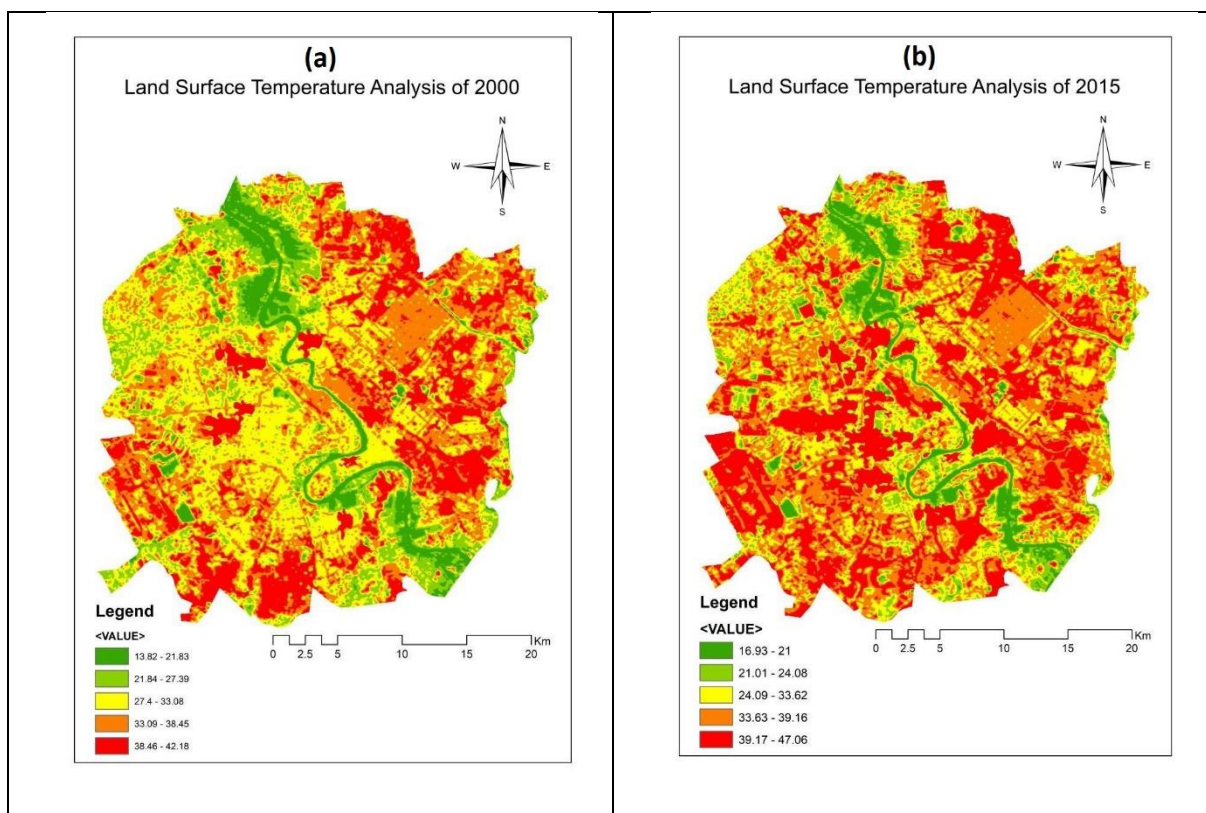 (a)
Land Surface Temperature Analysis of 2000
N
W E
S
Legend
<VALUE>
13.82 - 21.83
21.84 - 27.39
27.4 - 33.08
33.09 - 38.45
38.46 - 42.18
Km
0 2.5 5 10 15 20
(b)
Land Surface Temperature Analysis of 2015
N
W E
S
Legend
<VALUE>
16.93 - 21
21.01 - 24.08
24.09 - 33.62
33.63 - 39.16
39.17 - 47.06
Km
0 2.5 5 10 15 20